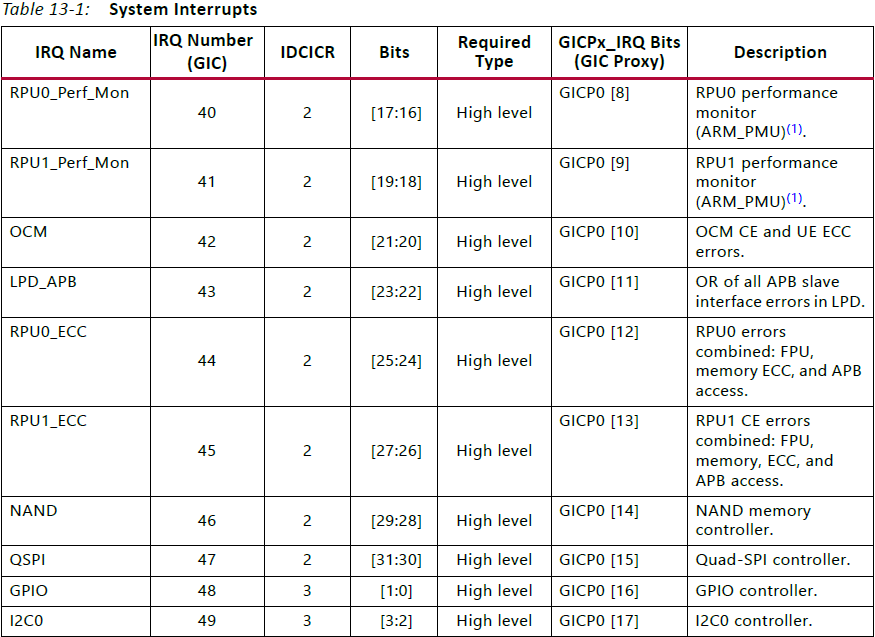 Table 13-1: System Interrupts
IRQ Name IRQ Number (GIC) IDCICR Bits Required Type GICPx_IRQ Bits (GIC Proxy) Description
RPU0_Perf_Mon 40 2 [17:16] High level GICP0 [8] RPU0 performance
monitor
(ARM_PMU)(1).
RPU1_Perf_Mon 41 2 [19:18] High level GICP0 [9] RPU1 performance
monitor
(ARM_PMU)(1).
OCM 42 2 [21:20] High level GICP0 [10] OCM CE and UE ECC
errors.
LPD_APB 43 2 [23:22] High level GICP0 [11] OR of all APB slave
interface errors in LPD.
RPU0_ECC 44 2 [25:24] High level GICP0 [12] RPU0 errors
combined: FPU,
memory ECC, and APB
access.
RPU1_ECC 45 2 [27:26] High level GICP0 [13] RPU1 CE errors
combined: FPU,
memory, ECC, and
APB access.
NAND 46 2 [29:28] High level GICP0 [14] NAND memory
controller.
QSPI 47 2 [31:30] High level GICP0 [15] Quad-SPI controller.
GPIO 48 3 [1:0] High level GICP0 [16] GPIO controller.
I2C0 49 3 [3:2] High level GICP0 [17] I2C0 controller.